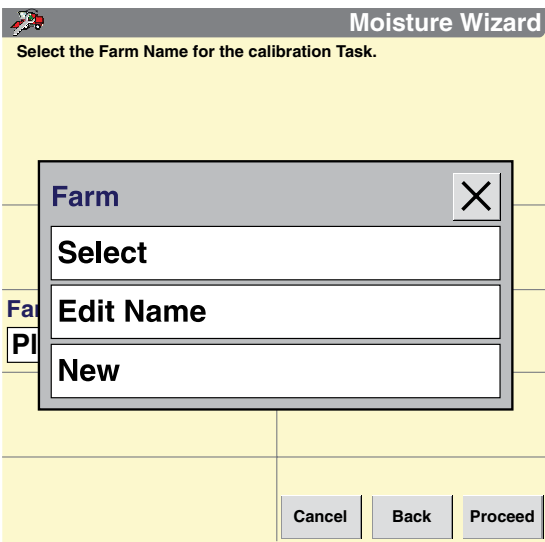 Moisture Wizard
Select the Farm Name for the calibration Task.
Farm
Select
Edit Name
New
Cancel Back Proceed